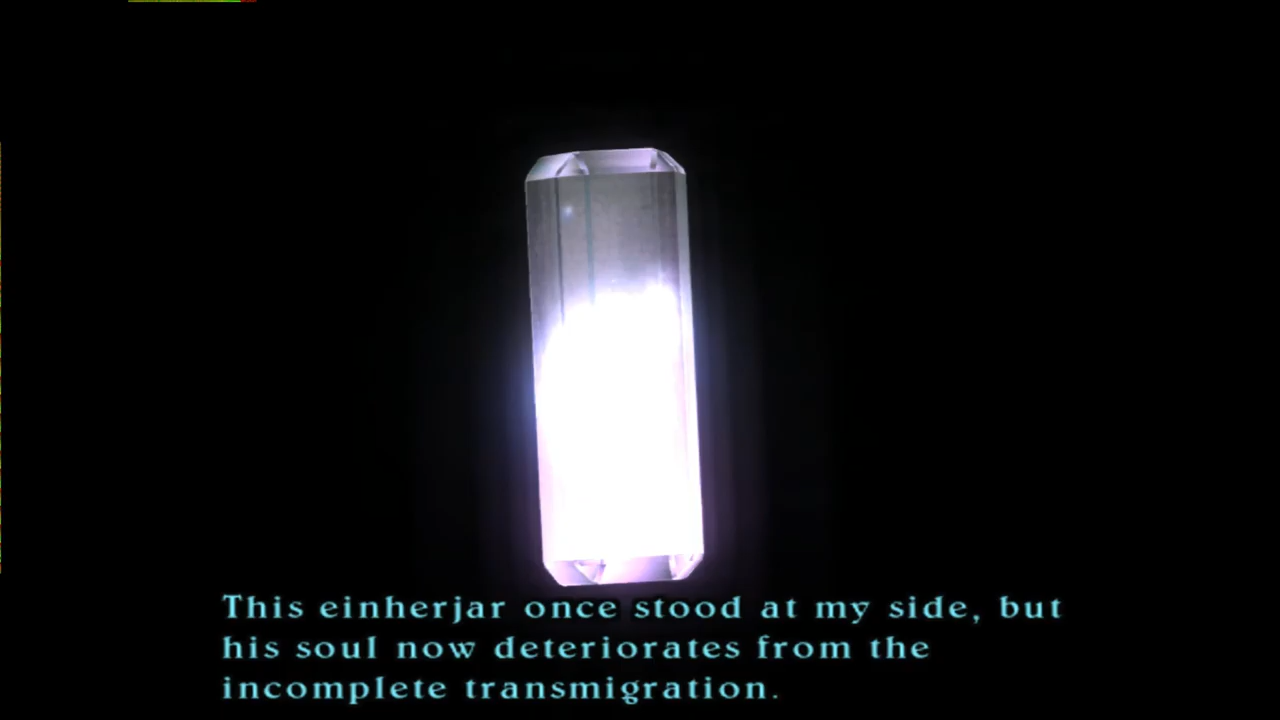 This einherjar once stood at my side, but
his soul now deteriorates from the
incomplete transmigration.